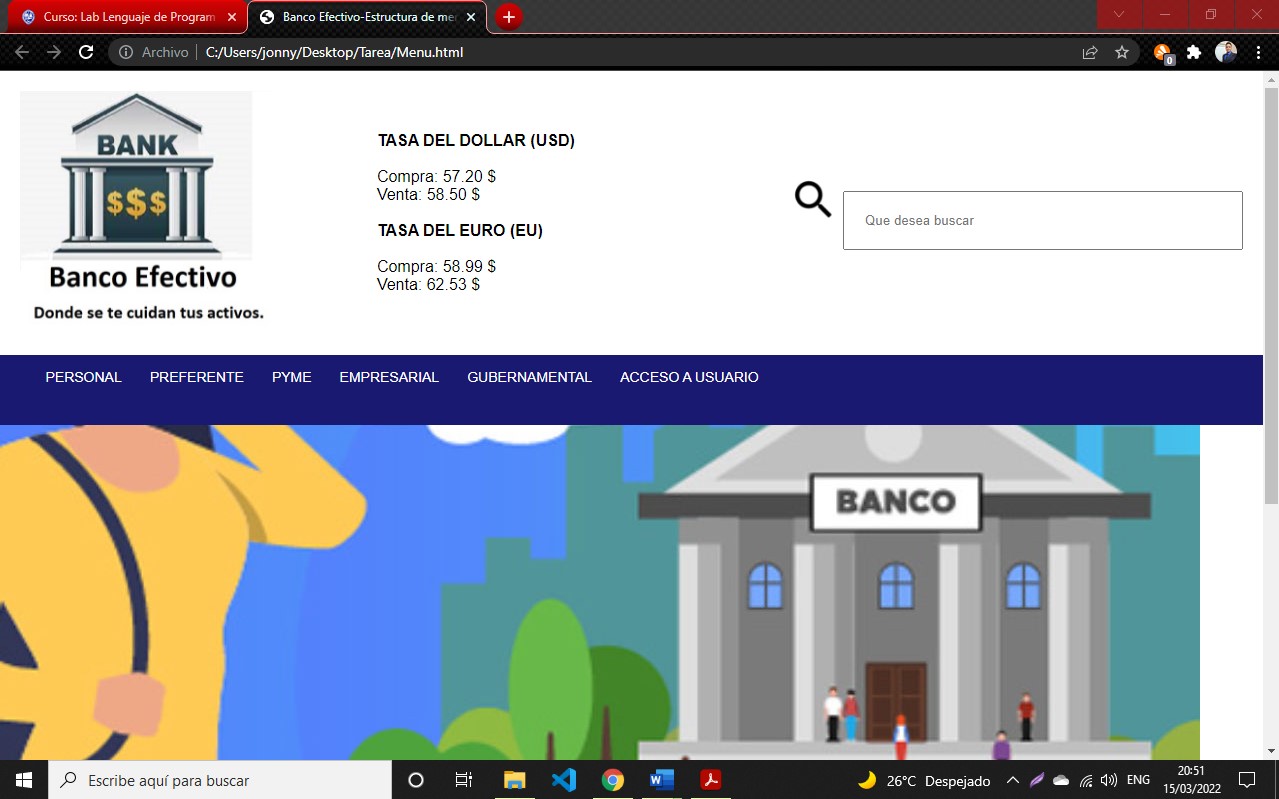 Curso: Lab Lenguaje de Program
Banco Efectivo-Estructura de mer
Archivo
C:/Users/jonny/Desktop/Tarea/Menu.html
0
BANK
$$$
Banco Efectivo
Donde se te cuidan tus activos.
TASA DEL DOLLAR (USD)
Compra: 57.20 $
Venta: 58.50 $
TASA DEL EURO (EU)
Compra: 58.99 $
Venta: 62.53 $
Que desea buscar
PERSONAL PREFERENTE PYME EMPRESARIAL GUBERNAMENTAL ACCESO A USUARIO
BANCO
Escribe aquí para buscar
26°C Despejado
ENG
20:51
15/03/2022